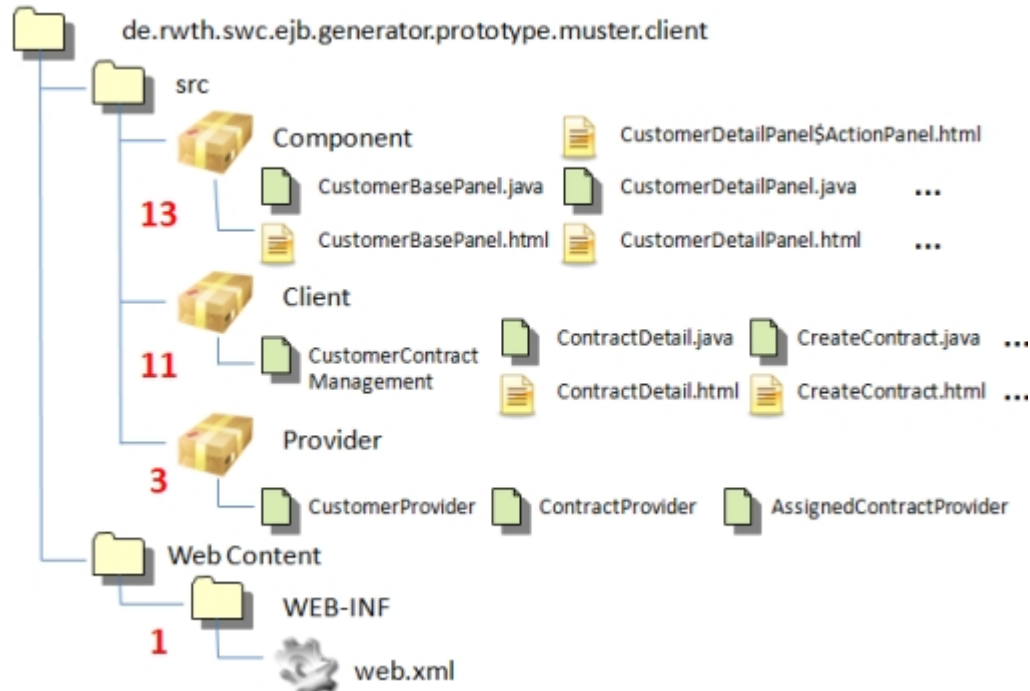 de.rwth.swc.ejb.generator.prototype.muster.client
src
Component
CustomerDetailPanel$ActionPanel.html
CustomerBasePanel.java
CustomerDetailPanel.java
...
13
CustomerBasePanel.html
CustomerDetailPanel.html
...
Client
ContractDetail.java
CreateContract.java
...
11
CustomerContract
Management
ContractDetail.html
CreateContract.html
...
Provider
3
CustomerProvider
ContractProvider
AssignedContractProvider
Web Content
WEB-INF
1
web.xml